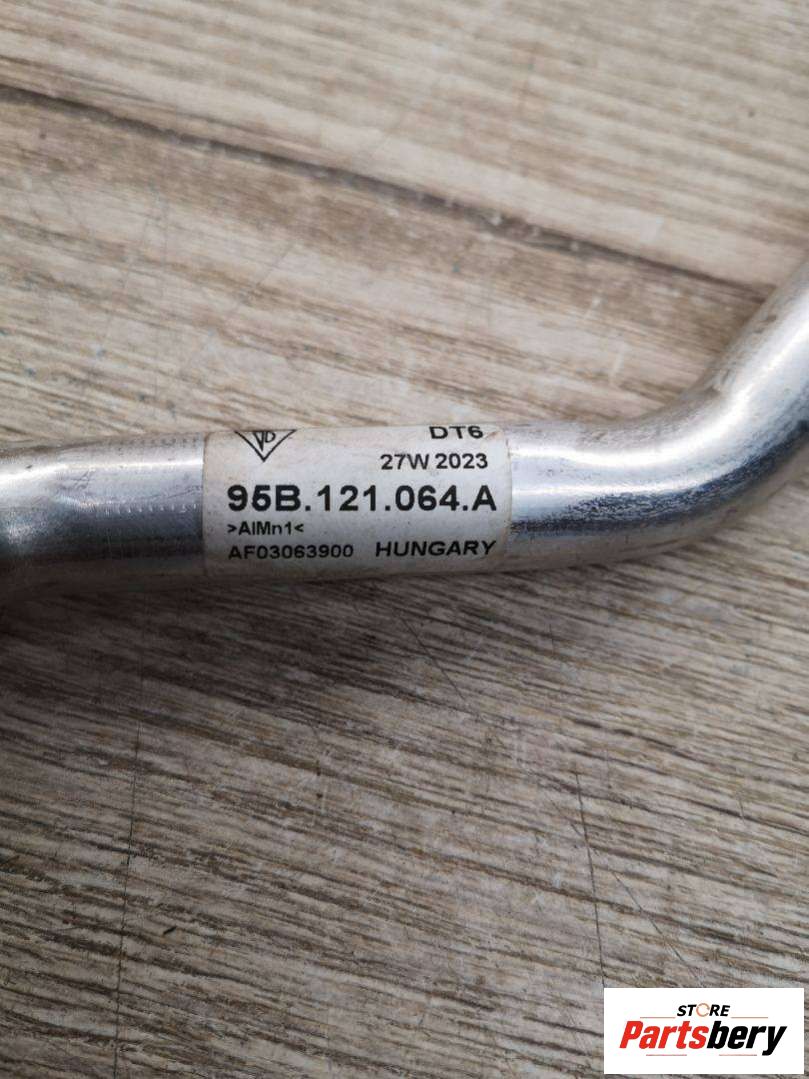 DT6
27W 2023
95B.121.064.A
>AlMn1<
AF03063900 HUNGARY
STORE
Partsbery